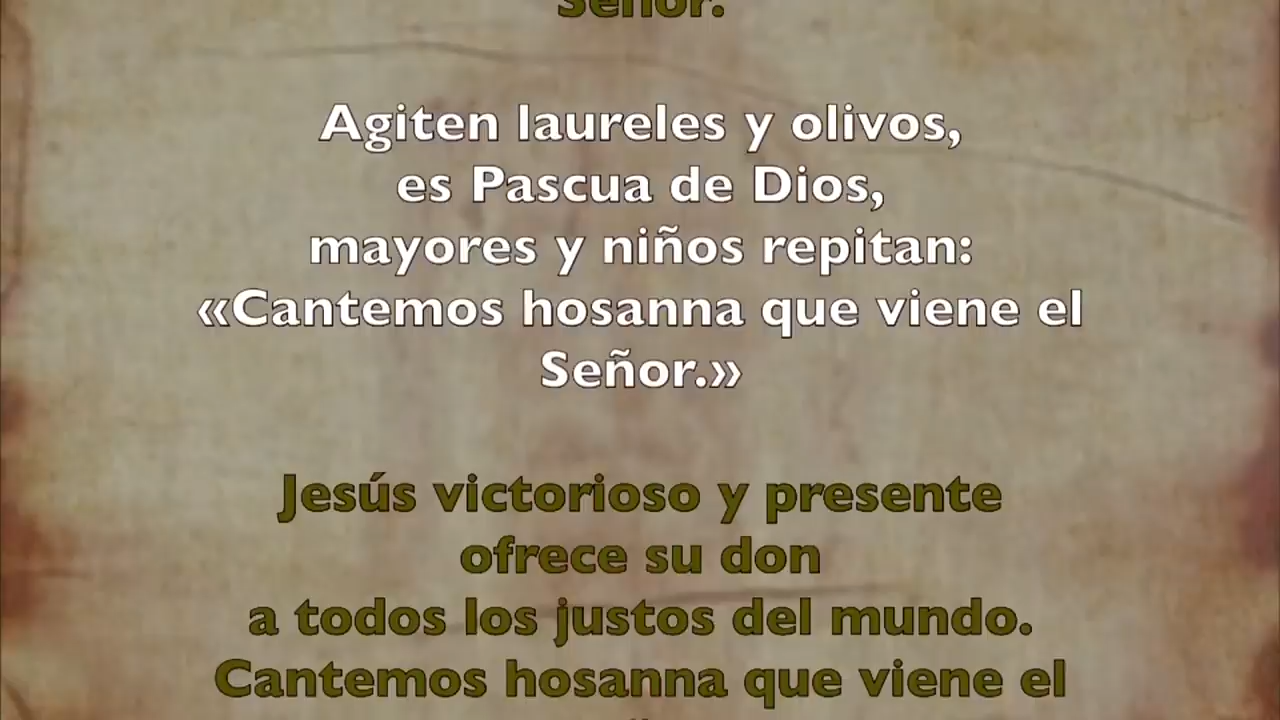 Señor.
Agiten laureles y olivos,
es Pascua de Dios,
mayores y niños repitan:
«Cantemos hosanna que viene el
Señor.»
Jesús victorioso y presente
ofrece su don
a todos los justos del mundo.
Cantemos hosanna que viene el